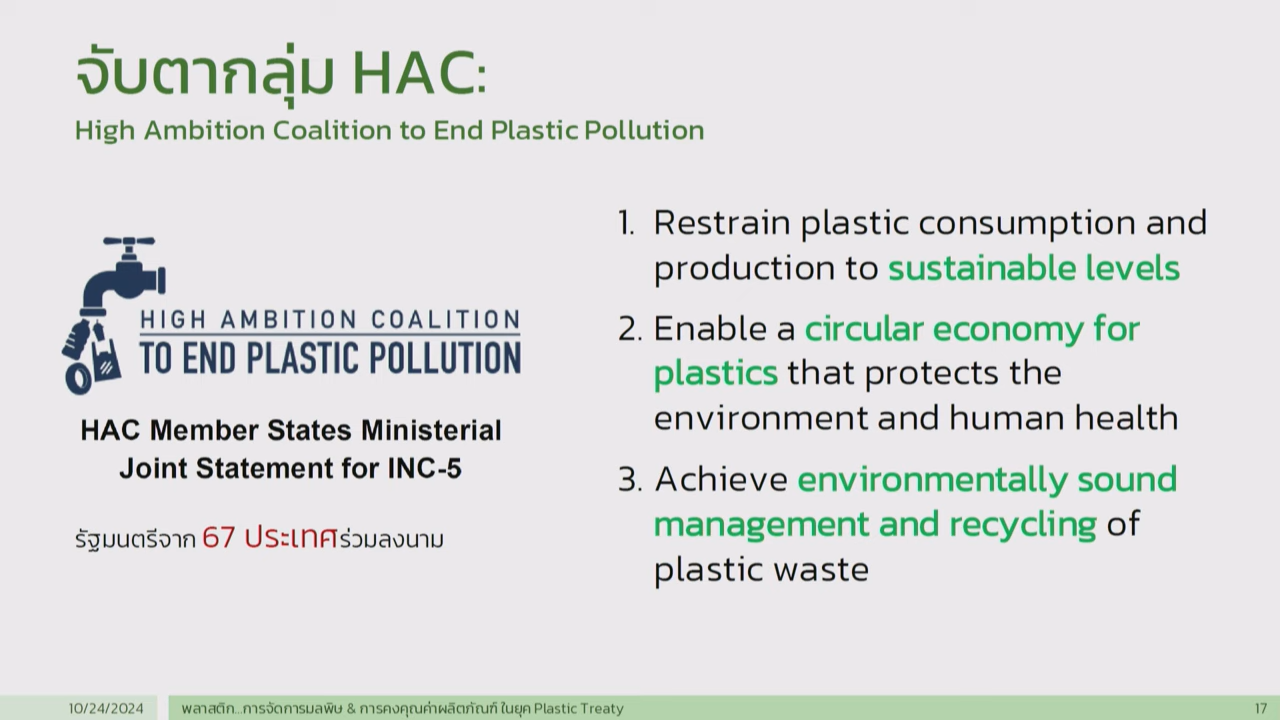 จับตากลุ่ม HAC:
High Ambition Coalition to End Plastic Pollution
HIGH AMBITION COALITION
TO END PLASTIC POLLUTION
HAC Member States Ministerial
Joint Statement for INC-5
รัฐมนตรีจาก 67 ประเทศร่วมลงนาม
1. Restrain plastic consumption and
production to sustainable levels
2. Enable a circular economy for
plastics that protects the
environment and human health
3. Achieve environmentally sound
management and recycling of
plastic waste
10/24/2024
พลาสติก...การจัดการมลพิษ & การคงคุณค่าผลิตภัณฑ์ ในยุค Plastic Treaty
17